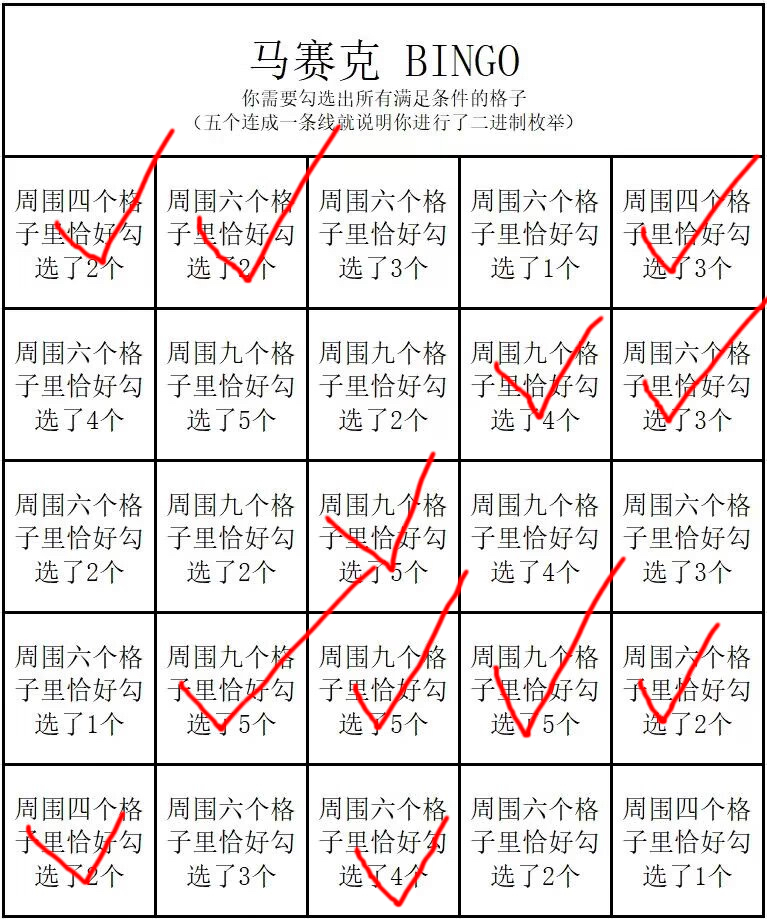 马赛克 BINGO
你需要勾选出所有满足条件的格子
（五个连成一条线就说明你进行了二进制枚举）
周围四个格
子里恰好勾
选了2个
周围六个格
子里恰好勾
选了2个
周围六个格
子里恰好勾
选了3个
周围六个格
子里恰好勾
选了1个
周围四个格
子里恰好勾
选了3个
周围六个格
子里恰好勾
选了4个
周围九个格
子里恰好勾
选了5个
周围九个格
子里恰好勾
选了2个
周围九个格
子里恰好勾
选了4个
周围六个格
子里恰好勾
选了3个
周围六个格
子里恰好勾
选了2个
周围九个格
子里恰好勾
选了2个
周围九个格
子里恰好勾
选了5个
周围九个格
子里恰好勾
选了4个
周围六个格
子里恰好勾
选了3个
周围六个格
子里恰好勾
选了1个
周围九个格
子里恰好勾
选了5个
周围九个格
子里恰好勾
选了5个
周围九个格
子里恰好勾
选了5个
周围六个格
子里恰好勾
选了2个
周围四个格
子里恰好勾
选了2个
周围六个格
子里恰好勾
选了3个
周围六个格
子里恰好勾
选了4个
周围六个格
子里恰好勾
选了2个
周围四个格
子里恰好勾
选了1个